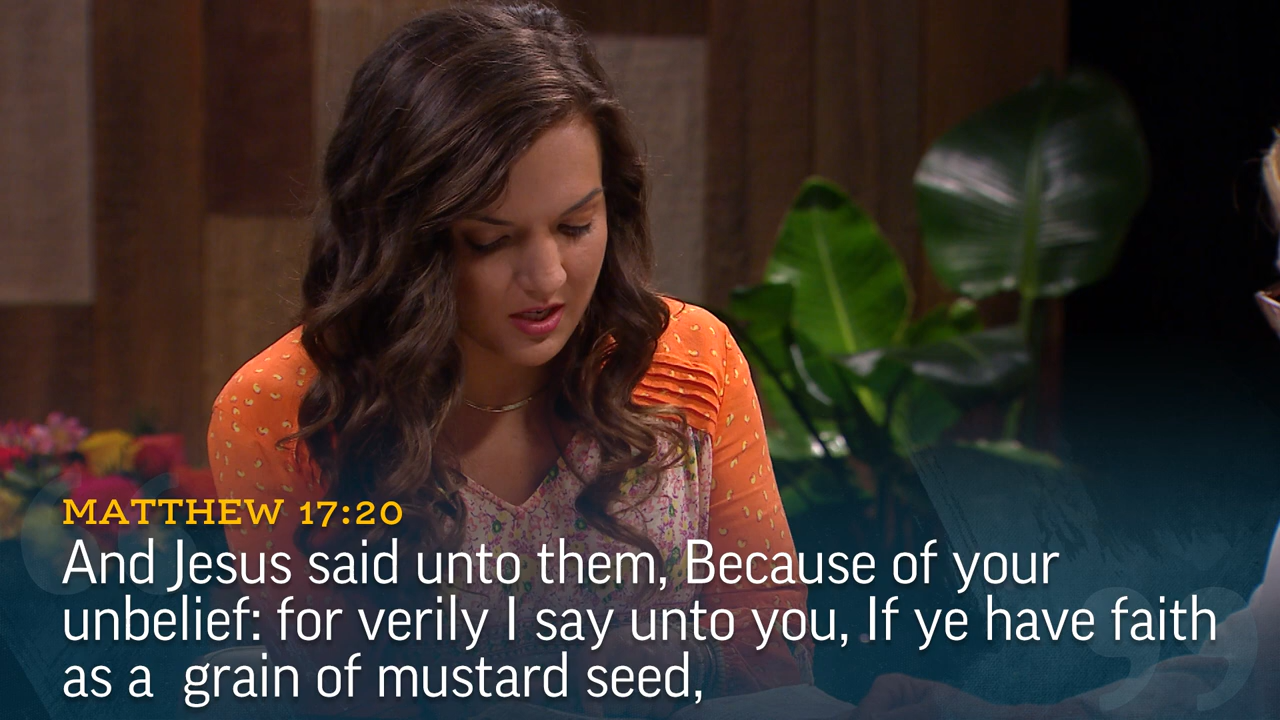 MATTHEW 17:20
And Jesus said unto them, Because of your
unbelief: for verily I say unto you, If ye have faith
as a  grain of mustard seed,